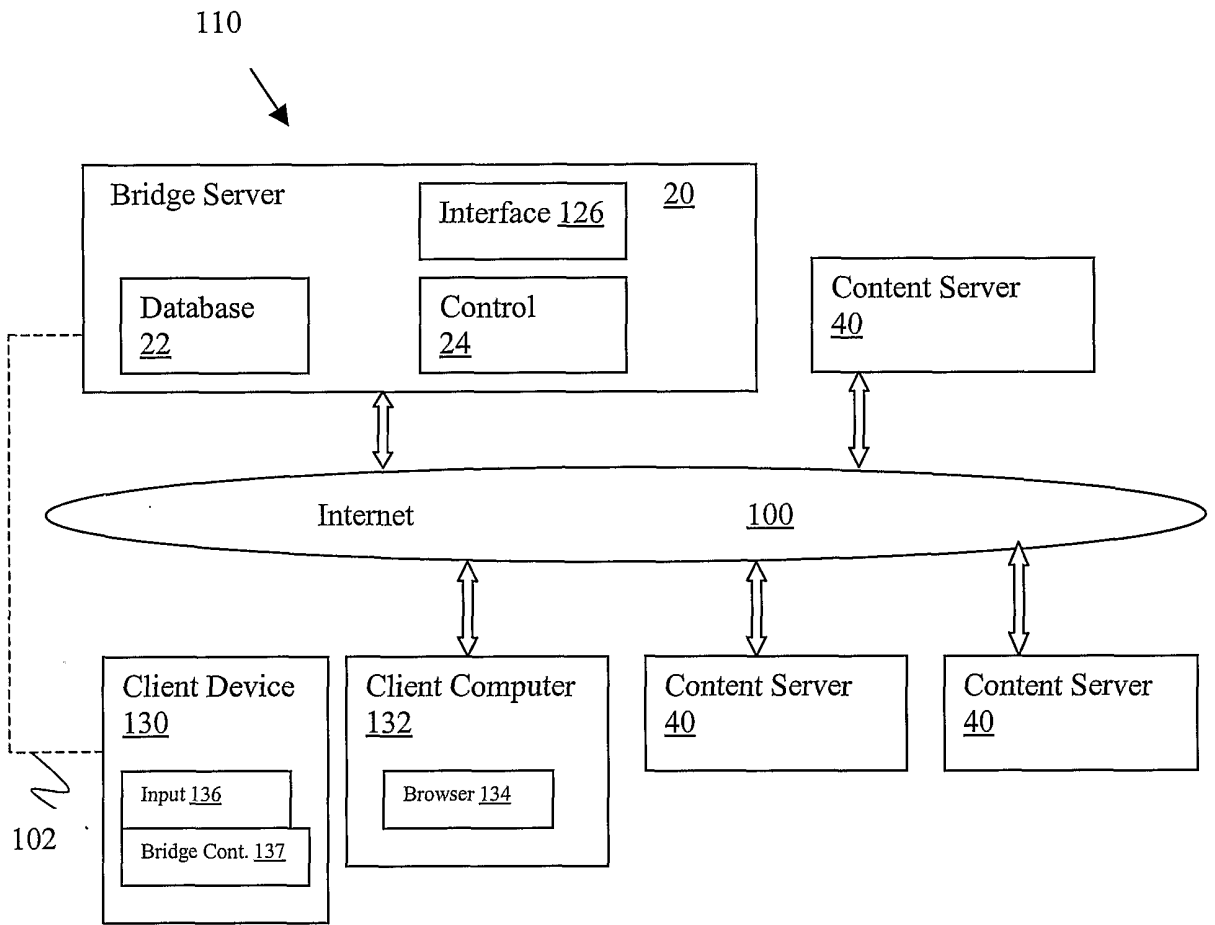 110
Bridge Server
Interface 126
20
Database
22
Control
24
Content Server
40
Internet
100
Client Device
130
Input 136
Bridge Cont. 137
Client Computer
132
Browser 134
Content Server
40
Content Server
40
102